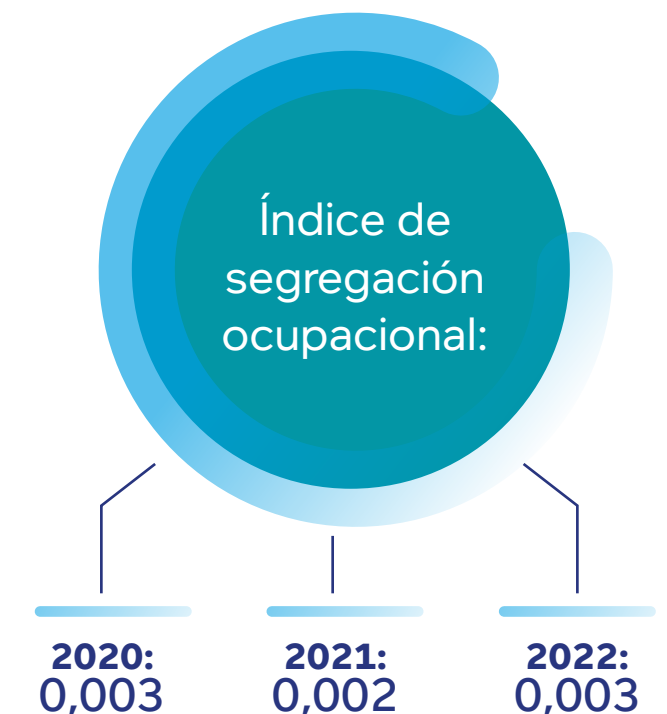 Índice de
segregación
ocupacional:
2020:
0,003
2021:
0,002
2022:
0,003